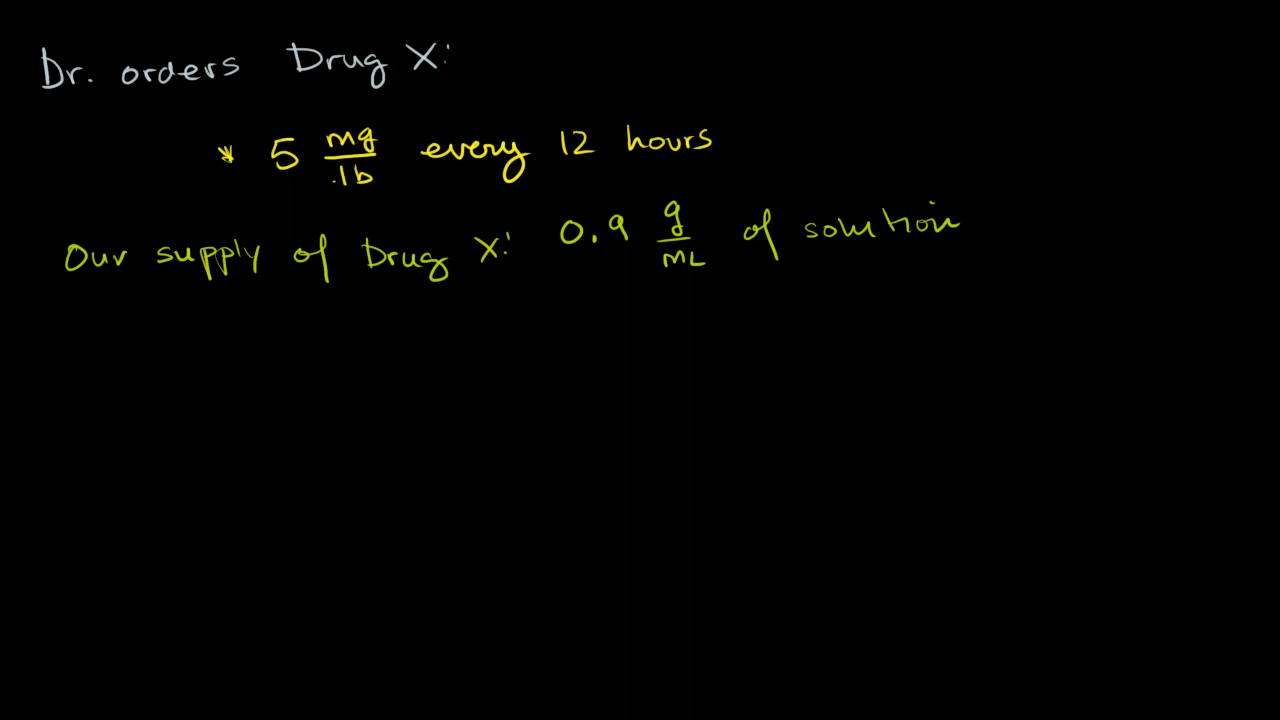 Dr. orders Drug X:
* 5 mg/lb every 12 hours
Our supply of Drug X: 0.9 g/mL of solution